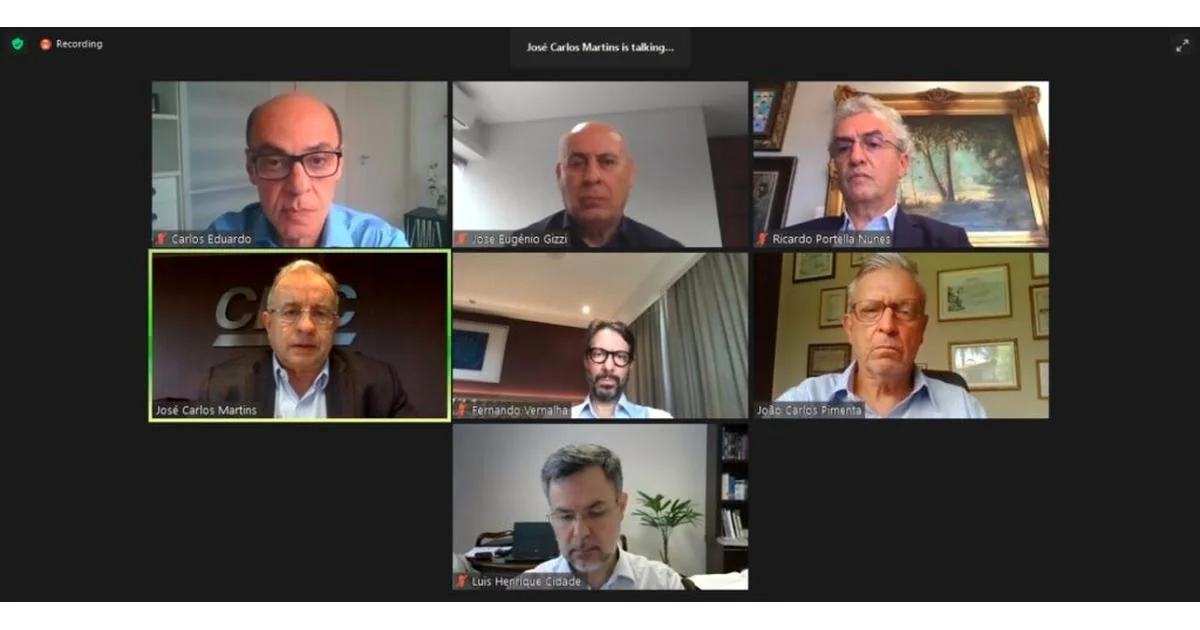 Recording
José Carlos Martins is talking...
Carlos Eduardo
Jose Eugênio Gizzi
Ricardo Portella Nunes
José Carlos Martins
Fernando Vernalha
João Carlos Pimenta
Luis Henrique Cidade